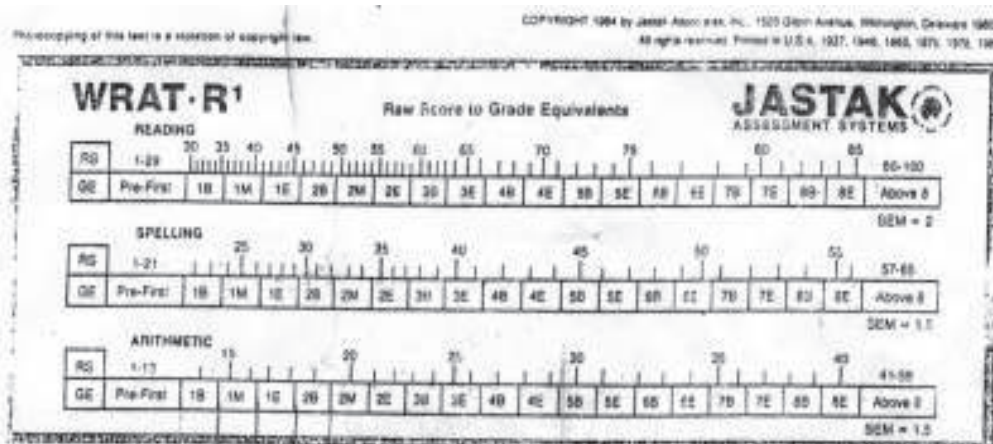 COPYRIGHT 1984 by Jastak Associates, Inc., 1526 Gilpin Avenue, Wilmington, Delaware
Photocopying of this test is a violation of copyright law.
All rights reserved. Printed in U.S.A. 1937, 1946, 1965, 1976, 1978,
WRAT-R¹
Raw Score to Grade Equivalents
JASTAK
ASSESSMENT SYSTEMS
READING
30 35 40 45 50 55 60 65 70 75 80 85
RS 1-29 86-100
GE Pre-First 1B 1M 1E 2B 2M 2E 3B 3E 4B 4E 5B 5E 6B 6E 7B 7E 8B 8E Above 8
SEM = 2
SPELLING
25 30 35 40 45 50 55
RS 1-21 57-65
GE Pre-First 1B 1M 1E 2B 2M 2E 3B 3E 4B 4E 5B 5E 6B 6E 7B 7E 8B 8E Above 8
SEM = 1.5
ARITHMETIC
15 20 25 30 35 40
RS 1-13 41-56
GE Pre-First 1B 1M 1E 2B 2M 2E 3B 3E 4B 4E 5B 5E 6B 6E 7B 7E 8B 8E Above 8
SEM = 1.5